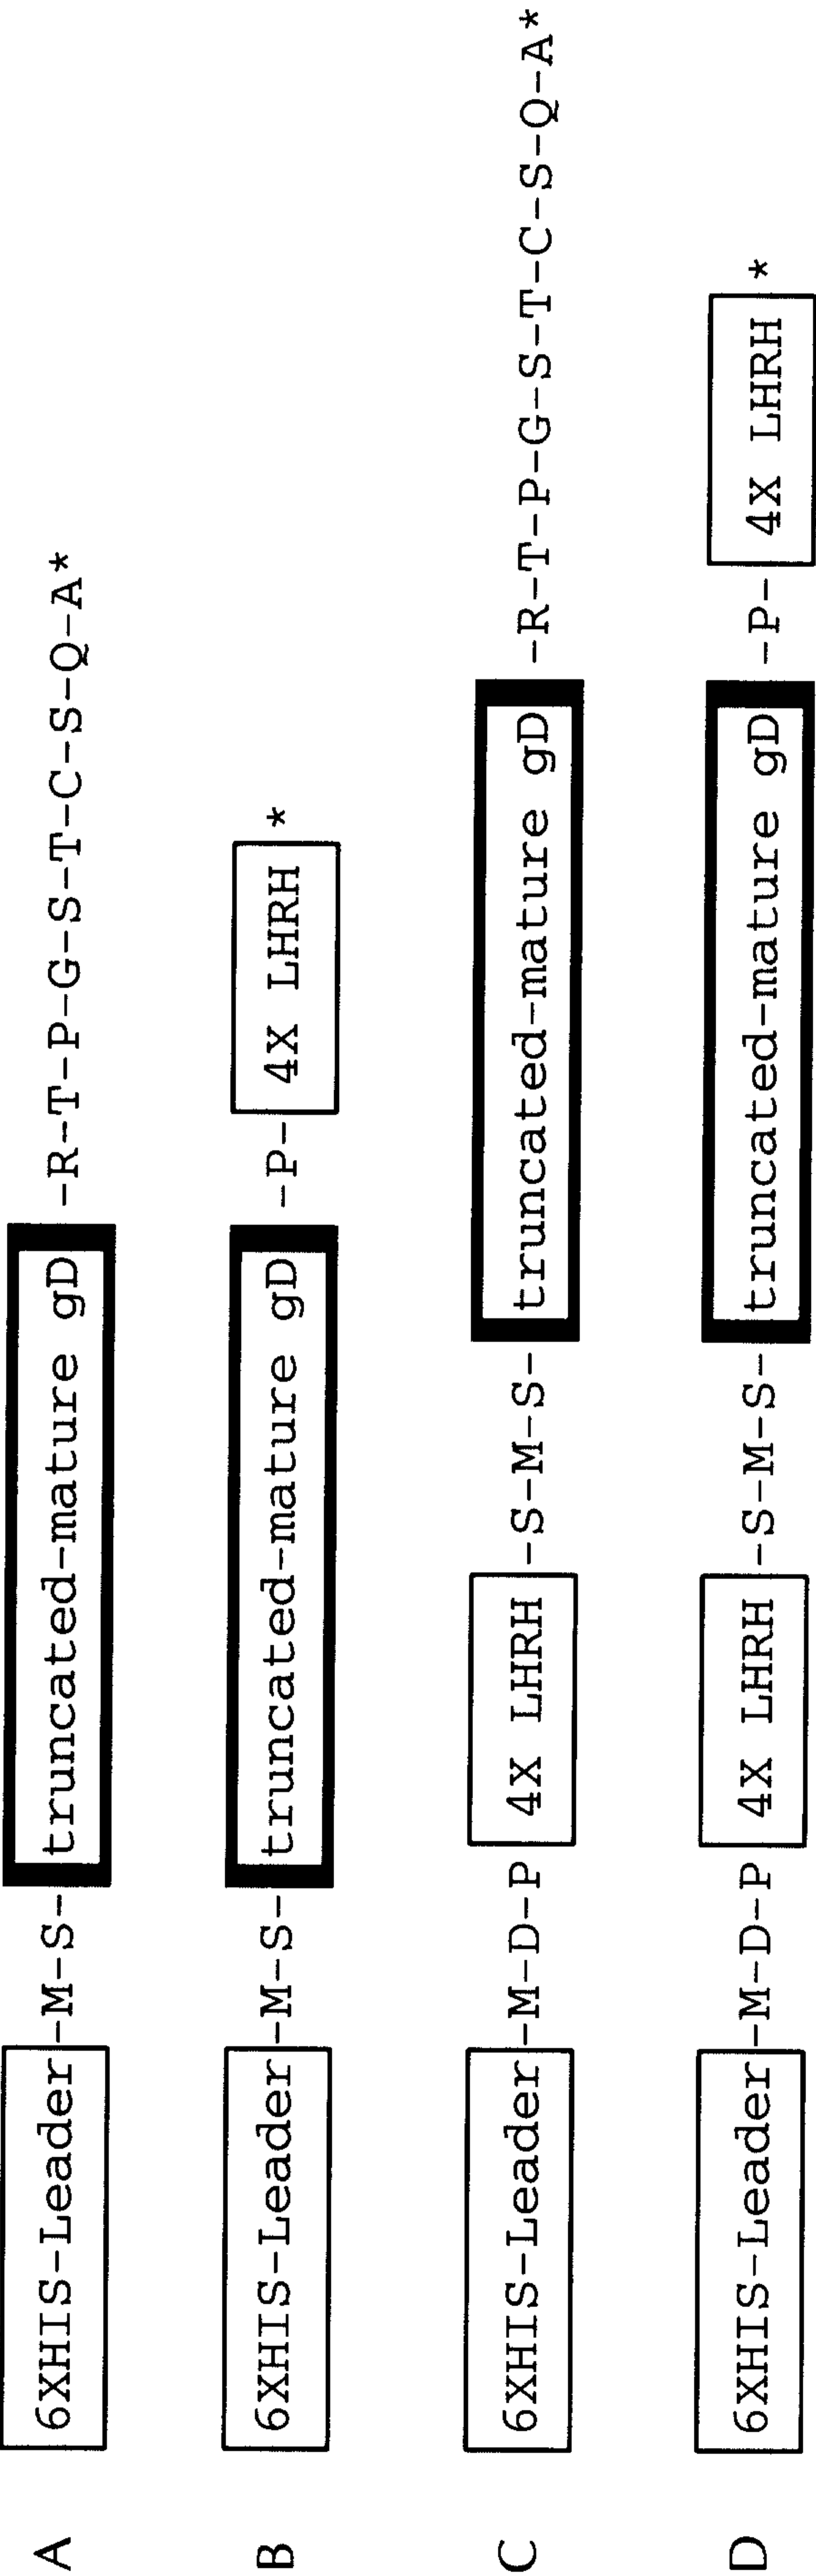 A 6XHIS-Leader -M-S- truncated-mature gD -R-T-P-G-S-T-C-S-Q-A*
B 6XHIS-Leader -M-S- truncated-mature gD -P- 4X LHRH *
C 6XHIS-Leader -M-D-P 4X LHRH -S-M-S- truncated-mature gD -R-T-P-G-S-T-C-S-Q-A*
D 6XHIS-Leader -M-D-P 4X LHRH -S-M-S- truncated-mature gD -P- 4X LHRH *